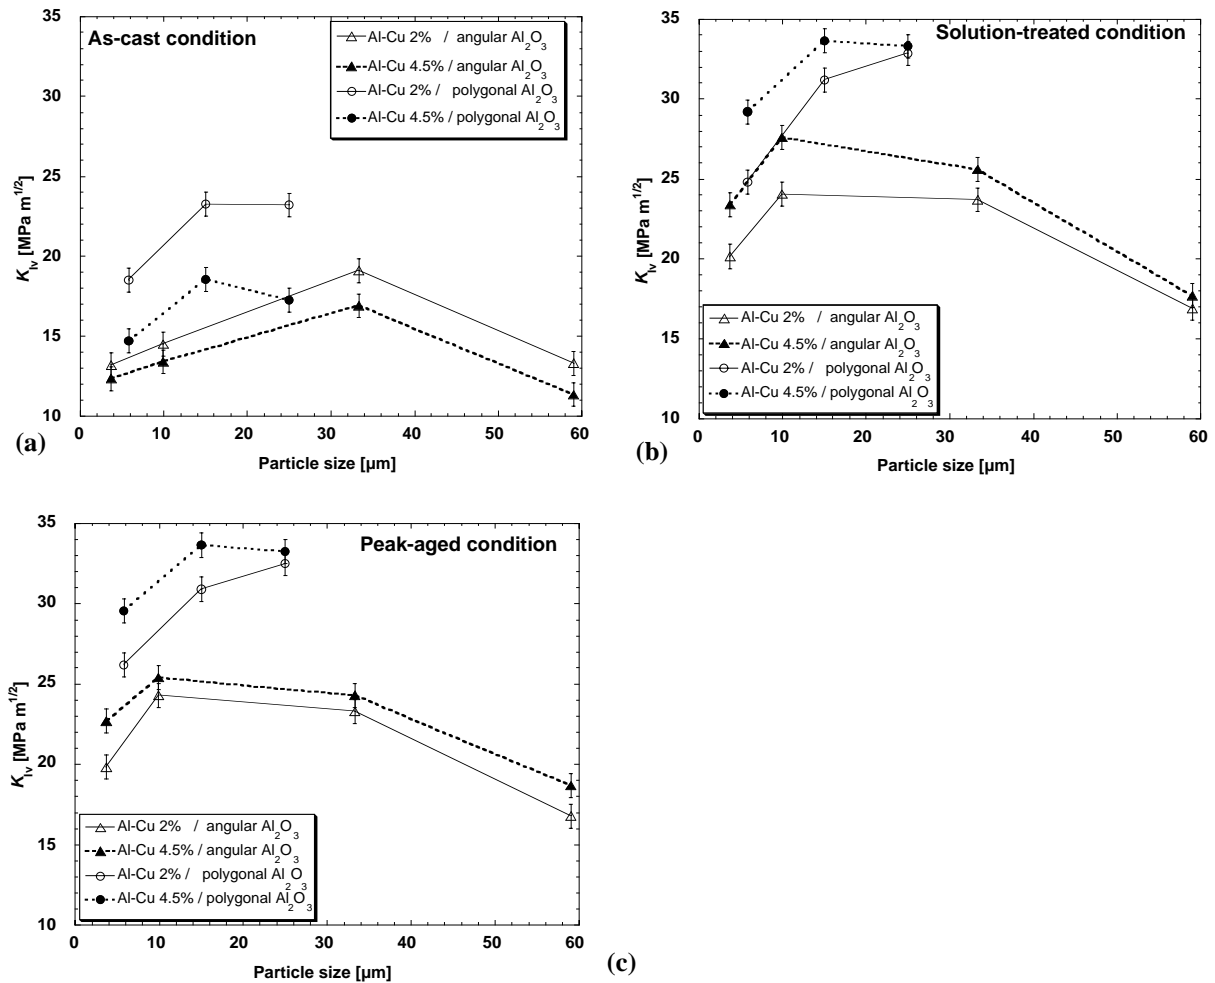 As-cast condition
Al-Cu 2% / angular Al2O3
Al-Cu 4.5% / angular Al2O3
Al-Cu 2% / polygonal Al2O3
Al-Cu 4.5% / polygonal Al2O3
35
30
25
20
15
10
KIv [MPa m1/2]
0 10 20 30 40 50 60
Particle size [µm]
(a)
Solution-treated condition
35
30
25
20
15
10
KIv [MPa m1/2]
Al-Cu 2% / angular Al2O3
Al-Cu 4.5% / angular Al2O3
Al-Cu 2% / polygonal Al2O3
Al-Cu 4.5% / polygonal Al2O3
0 10 20 30 40 50 60
Particle size [µm]
(b)
Peak-aged condition
35
30
25
20
15
10
KIv [MPa m1/2]
Al-Cu 2% / angular Al2O3
Al-Cu 4.5% / angular Al2O3
Al-Cu 2% / polygonal Al2O3
Al-Cu 4.5% / polygonal Al2O3
0 10 20 30 40 50 60
Particle size [µm]
(c)